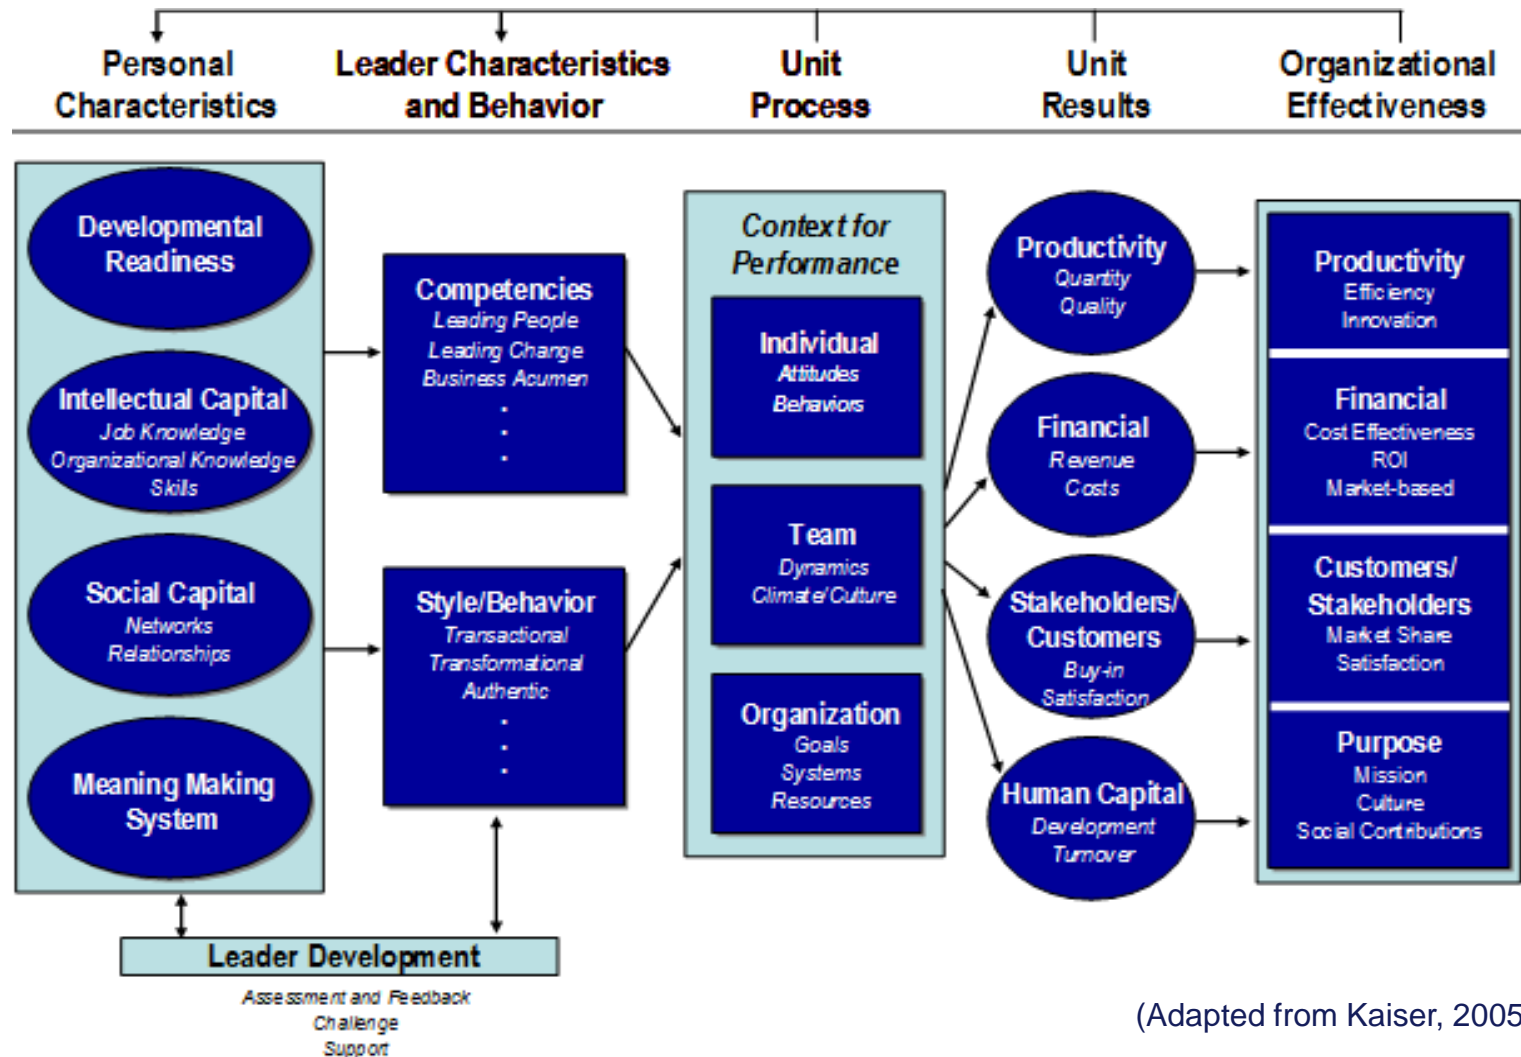 Personal
Characteristics
Leader Characteristics
and Behavior
Unit
Process
Unit
Results
Organizational
Effectiveness
Developmental
Readiness
Intellectual Capital
Job Knowledge
Organizational Knowledge
Skills
Social Capital
Networks
Relationships
Meaning Making
System
Competencies
Leading People
Leading Change
Business Acumen
.
.
.
Style/Behavior
Transactional
Transformational
Authentic
.
.
.
Context for
Performance
Individual
Attitudes
Behaviors
Team
Dynamics
Climate/Culture
Organization
Goals
Systems
Resources
Productivity
Quantity
Quality
Financial
Revenue
Costs
Stakeholders/
Customers
Buy-in
Satisfaction
Human Capital
Development
Turnover
Productivity
Efficiency
Innovation
Financial
Cost Effectiveness
ROI
Market-based
Customers/
Stakeholders
Market Share
Satisfaction
Purpose
Mission
Culture
Social Contributions
Leader Development
Assessment and Feedback
Challenge
Support
(Adapted from Kaiser, 2005